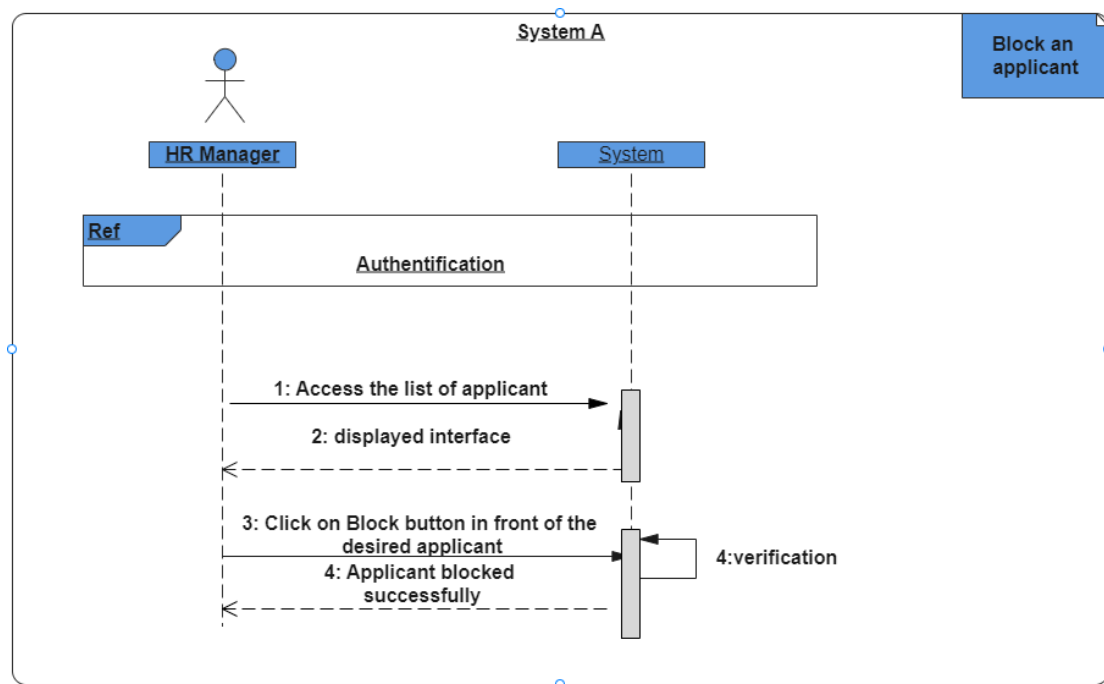 System A
Block an
applicant
HR Manager
System
Ref
Authentification
1: Access the list of applicant
2: displayed interface
3: Click on Block button in front of the
desired applicant
4:verification
4: Applicant blocked
successfully